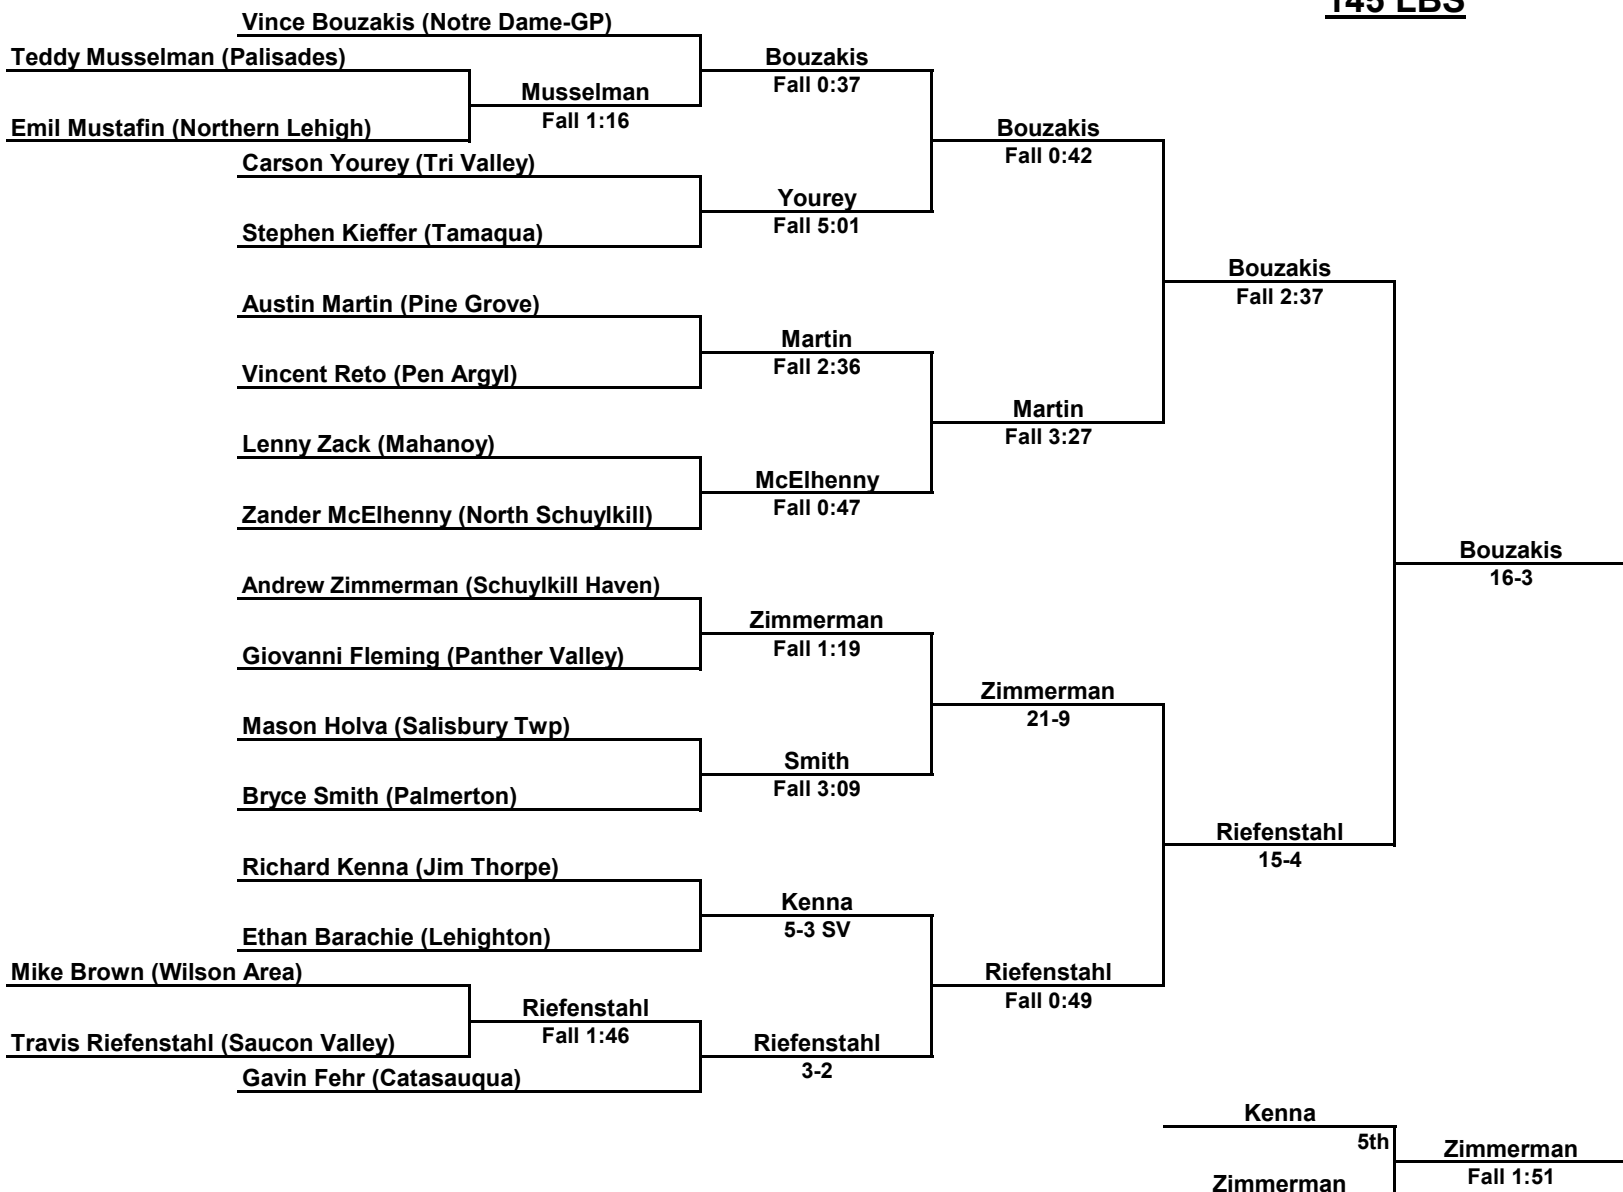 145 LBS
Vince Bouzakis (Notre Dame-GP)
Teddy Musselman (Palisades)
Bouzakis
Fall 0:37
Musselman
Fall 1:16
Emil Mustafin (Northern Lehigh)
Bouzakis
Fall 0:42
Carson Yourey (Tri Valley)
Yourey
Fall 5:01
Stephen Kieffer (Tamaqua)
Bouzakis
Fall 2:37
Austin Martin (Pine Grove)
Martin
Fall 2:36
Vincent Reto (Pen Argyl)
Martin
Fall 3:27
Lenny Zack (Mahanoy)
McElhenny
Fall 0:47
Zander McElhenny (North Schuylkill)
Bouzakis
16-3
Andrew Zimmerman (Schuylkill Haven)
Zimmerman
Fall 1:19
Giovanni Fleming (Panther Valley)
Zimmerman
21-9
Mason Holva (Salisbury Twp)
Smith
Fall 3:09
Bryce Smith (Palmerton)
Riefenstahl
15-4
Richard Kenna (Jim Thorpe)
Kenna
5-3 SV
Ethan Barachie (Lehighton)
Mike Brown (Wilson Area)
Riefenstahl
Fall 0:49
Riefenstahl
Fall 1:46
Travis Riefenstahl (Saucon Valley)
Riefenstahl
3-2
Gavin Fehr (Catasauqua)
Kenna
5th
Zimmerman
Fall 1:51
Zimmerman